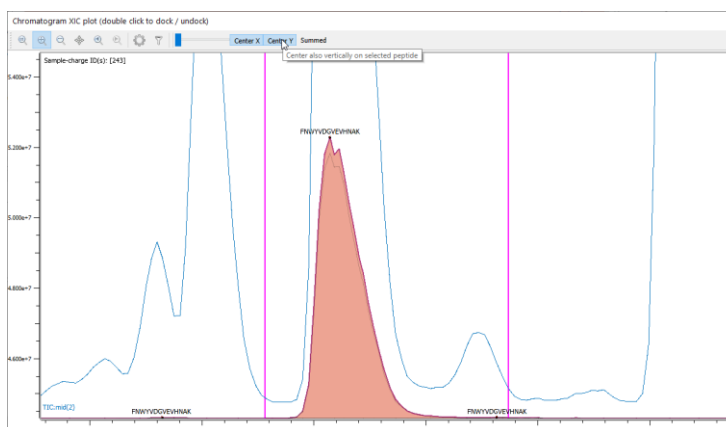 Chromatogram XIC plot (double click to dock / undock)
Center X Center Y Summed
Center also vertically on selected peptide
Sample-charge ID(s): [243]
5.400e+7
FNWYVDGVEVHNAK
5.200e+7
5.000e+7
4.800e+7
4.600e+7
TIC:mid(2)
FNWYVDGVEVHNAK
FNWYVDGVEVHNAK